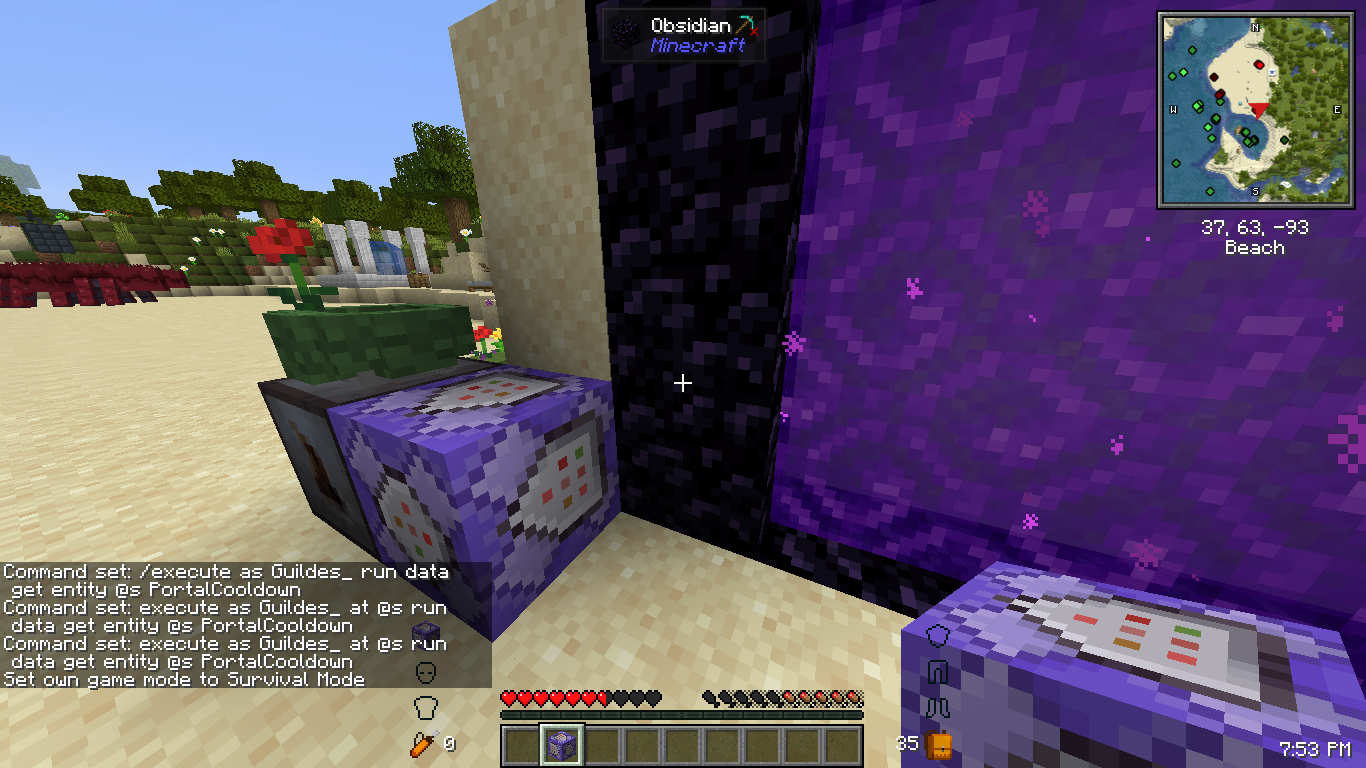 Obsidian
Minecraft
N
W
E
S
37, 63, -93
Beach
Command set: /execute as Guildes_ run data
get entity @s PortalCooldown
Command set: execute as Guildes_ at @s run
data get entity @s PortalCooldown
Command set: execute as Guildes_ at @s run
data get entity @s PortalCooldown
Set own game mode to Survival Mode
0
35
7:53 PM